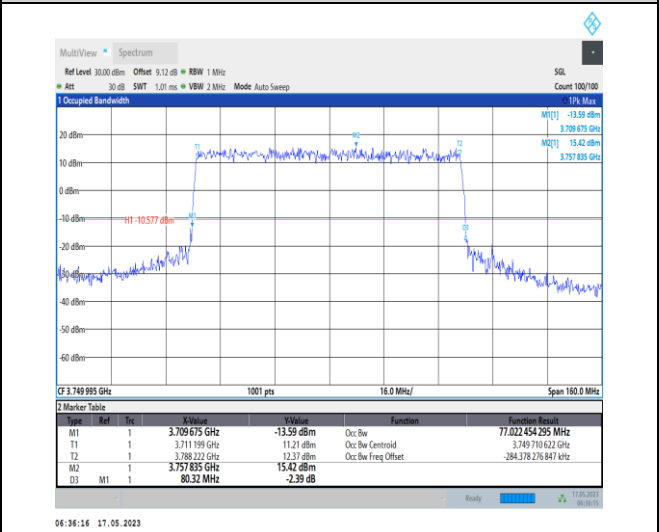 MultiView Spectrum
Ref Level 30.00 dBm Offset 9.12 dB RBW 1 MHz SGL
Att 30 dB SWT 1.01 ms VBW 2 MHz Mode Auto Sweep Count 100/100
1 Occupied Bandwidth 1Pk Max
M1[1] -13.59 dBm
3.709 675 GHz
M2[1] 15.42 dBm
3.757 835 GHz
20 dBm
T1 M2 T2
10 dBm
0 dBm
-10 dBm H1 -10.577 dBm M1
D3
-20 dBm
-30 dBm
-40 dBm
-50 dBm
-60 dBm
CF 3.749 995 GHz 1001 pts 16.0 MHz/ Span 160.0 MHz
2 Marker Table
Type Ref Trc X-Value Y-Value Function Function Result
M1 1 3.709 675 GHz -13.59 dBm Occ Bw 77.022 454 295 MHz
T1 1 3.711 199 GHz 11.21 dBm Occ Bw Centroid 3.749 710 622 GHz
T2 1 3.788 222 GHz 12.37 dBm Occ Bw Freq Offset -284.378 276 847 kHz
M2 1 3.757 835 GHz 15.42 dBm
D3 M1 1 80.32 MHz -2.39 dB
Ready 17.05.2023
06:36:15
06:36:16 17.05.2023